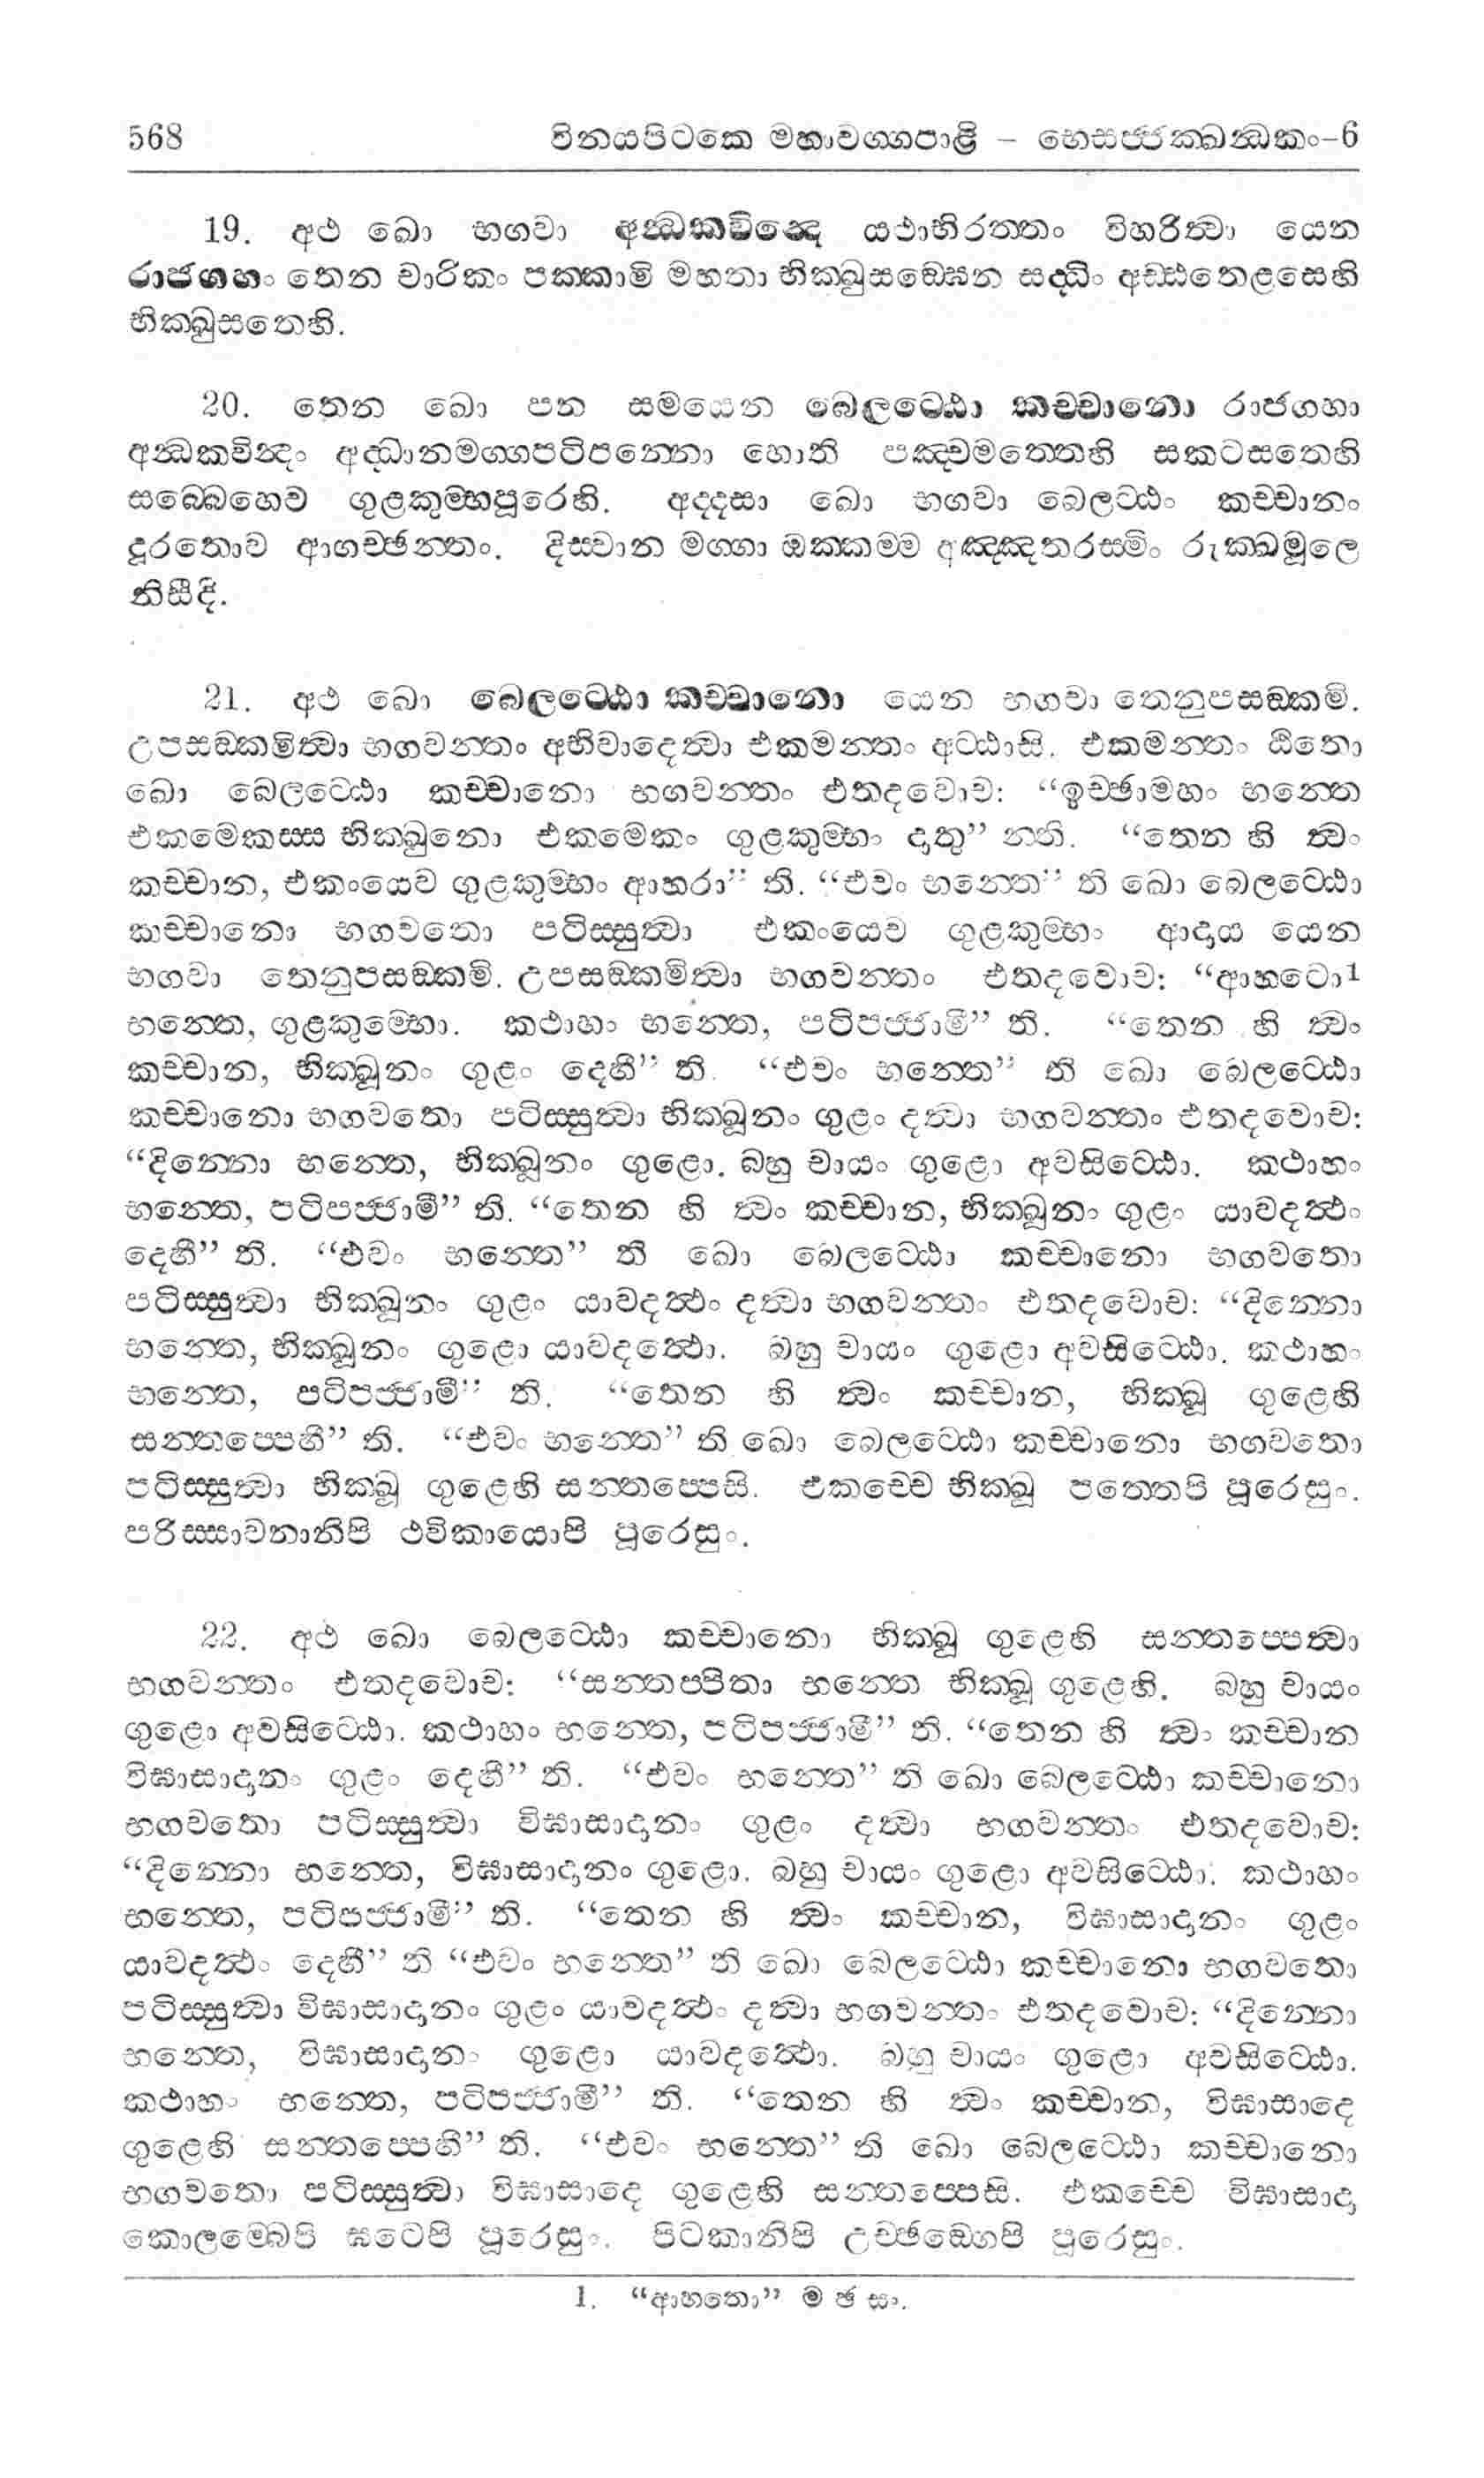 568 විනයපිටකෙ මහාවග්ගපාළි – භෙසජ්ජක්ඛන්ධකං–6
19. අථ ඛො භගවා අන්ධකවින්දෙ යථාභිරත්තං විහරිත්වා යෙන
රාජගහං තෙන චාරිකං පක්කාමි මහතා භික්ඛුසඞ්ඝෙන සද්ධිං අඩ්ඪතෙළසෙහි
භික්ඛුසතෙහි.
20. තෙන ඛො පන සමයෙන බෙලට්ඨො කච්චානො රාජගහා
අන්ධකවින්දං අද්ධානමග්ගපටිපන්නො හොති පඤ්චමත්තෙහි සකටසතෙහි
සබ්බෙහෙව ගුළකුම්භපූරෙහි. අද්දසා ඛො භගවා බෙලට්ඨං කච්චානං
දූරතොව ආගච්ඡන්තං. දිස්වාන මග්ගා ඔක්කම්ම අඤ්ඤතරස්මිං රුක්ඛමූලෙ
නිසීදි.
21. අථ ඛො බෙලට්ඨො කච්චානො යෙන භගවා තෙනුපසඞ්කමි.
උපසඞ්කමිත්වා භගවන්තං අභිවාදෙත්වා එකමන්තං අට්ඨාසි. එකමන්තං ඨිතො
ඛො බෙලට්ඨො කච්චානො භගවන්තං එතදවොච: “ඉච්ඡාමහං භන්තෙ
එකමෙකස්ස භික්ඛුනො එකමෙකං ගුළකුම්භං දාතු” න්ති. “තෙන හි ත්වං
කච්චාන, එකංයෙව ගුළකුම්භං ආහරා” ති. “එවං භන්තෙ” ති ඛො බෙලට්ඨො
කච්චානො භගවතො පටිස්සුත්වා එකංයෙව ගුළකුම්භං ආදාය යෙන
භගවා තෙනුපසඞ්කමි. උපසඞ්කමිත්වා භගවන්තං එතදවොච: “ආහටො1
භන්තෙ, ගුළකුම්භො. කථාහං භන්තෙ, පටිපජ්ජාමී” ති. “තෙන හි ත්වං
කච්චාන, භික්ඛූනං ගුළං දෙහී” ති. “එවං භන්තෙ” ති ඛො බෙලට්ඨො
කච්චානො භගවතො පටිස්සුත්වා භික්ඛූනං ගුළං දත්වා භගවන්තං එතදවොච:
“දින්නො භන්තෙ, භික්ඛූනං ගුළො. බහු චායං ගුළො අවසිට්ඨො. කථාහං
භන්තෙ, පටිපජ්ජාමී” ති. “තෙන හි ත්වං කච්චාන, භික්ඛූනං ගුළං යාවදත්ථං
දෙහී” ති. “එවං භන්තෙ” ති ඛො බෙලට්ඨො කච්චානො භගවතො
පටිස්සුත්වා භික්ඛූනං ගුළං යාවදත්ථං දත්වා භගවන්තං එතදවොච: “දින්නො
භන්තෙ, භික්ඛූනං ගුළො යාවදත්ථො. බහු චායං ගුළො අවසිට්ඨො. කථාහං
භන්තෙ, පටිපජ්ජාමී” ති. “තෙන හි ත්වං කච්චාන, භික්ඛූ ගුළෙහි
සන්තප්පෙහී” ති. “එවං භන්තෙ” ති ඛො බෙලට්ඨො කච්චානො භගවතො
පටිස්සුත්වා භික්ඛූ ගුළෙහි සන්තප්පෙසි. එකච්චෙ භික්ඛූ පත්තෙපි පූරෙසුං.
පරිස්සාවනානිපි ථවිකායොපි පූරෙසුං.
22. අථ ඛො බෙලට්ඨො කච්චානො භික්ඛූ ගුළෙහි සන්තප්පෙත්වා
භගවන්තං එතදවොච: “සන්තප්පිතා භන්තෙ භික්ඛූ ගුළෙහි. බහු චායං
ගුළො අවසිට්ඨො. කථාහං භන්තෙ, පටිපජ්ජාමී” ති. “තෙන හි ත්වං කච්චාන
විඝාසාදානං ගුළං දෙහී” ති. “එවං භන්තෙ” ති ඛො බෙලට්ඨො කච්චානො
භගවතො පටිස්සුත්වා විඝාසාදානං ගුළං දත්වා භගවන්තං එතදවොච:
“දින්නො භන්තෙ, විඝාසාදානං ගුළො. බහු චායං ගුළො අවසිට්ඨො. කථාහං
භන්තෙ, පටිපජ්ජාමී” ති. “තෙන හි ත්වං කච්චාන, විඝාසාදානං ගුළං
යාවදත්ථං දෙහී” ති “එවං භන්තෙ” ති ඛො බෙලට්ඨො කච්චානො භගවතො
පටිස්සුත්වා විඝාසාදානං ගුළං යාවදත්ථං දත්වා භගවන්තං එතදවොච: “දින්නො
භන්තෙ, විඝාසාදානං ගුළො යාවදත්ථො. බහු චායං ගුළො අවසිට්ඨො.
කථාහං භන්තෙ, පටිපජ්ජාමී” ති. “තෙන හි ත්වං කච්චාන, විඝාසාදෙ
ගුළෙහි සන්තප්පෙහී” ති. “එවං භන්තෙ” ති ඛො බෙලට්ඨො කච්චානො
භගවතො පටිස්සුත්වා විඝාසාදෙ ගුළෙහි සන්තප්පෙසි. එකච්චෙ විඝාසාදා
කොලම්බෙපි ඝටෙපි පූරෙසුං. පිටකානිපි උච්ඡඞ්ගෙපි පූරෙසුං.
1. “ආහතො” ම ඡ සං.